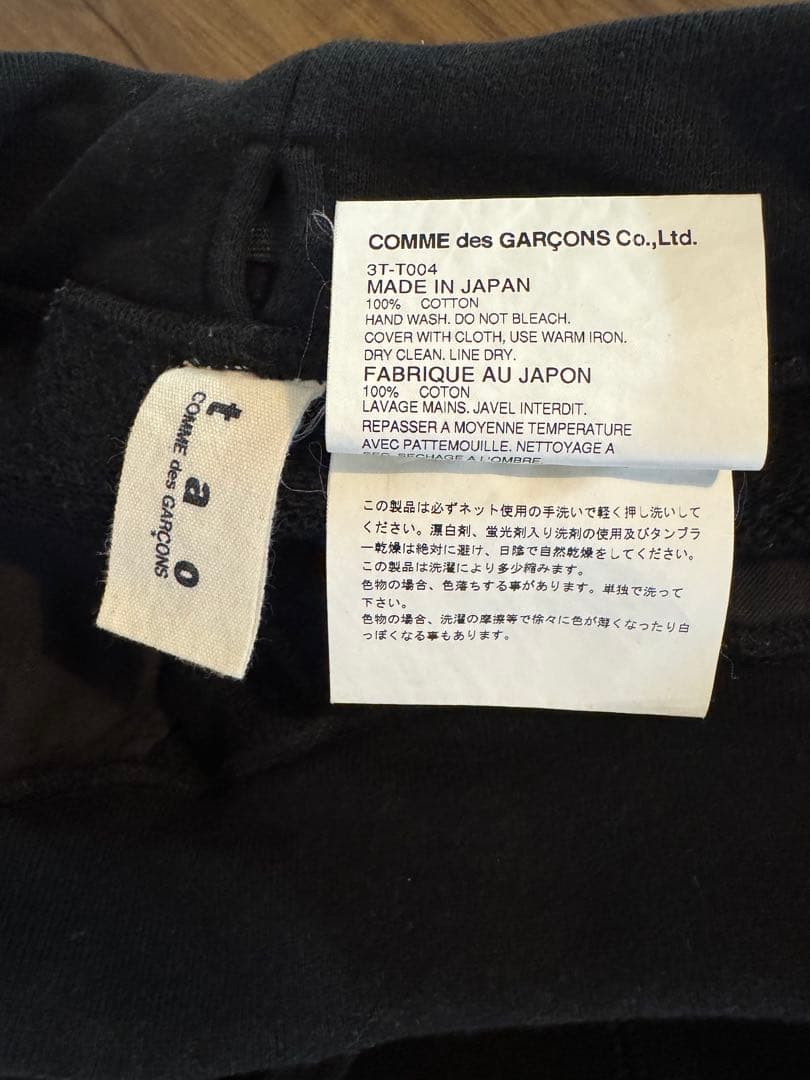 COMME des GARÇONS Co.,Ltd.
3T-T004
MADE IN JAPAN
100% COTTON
HAND WASH. DO NOT BLEACH.
COVER WITH CLOTH, USE WARM IRON.
DRY CLEAN. LINE DRY.
FABRIQUE AU JAPON
100% COTON
LAVAGE MAINS. JAVEL INTERDIT.
REPASSER A MOYENNE TEMPERATURE
AVEC PATTEMOUILLE. NETTOYAGE A
SEC. SECHAGE A L'OMBRE.
tao
COMME des GARÇONS
この製品は必ずネット使用の手洗いで軽く押し洗いして
ください。漂白剤、蛍光剤入り洗剤の使用及びタンブラ
ー乾燥は絶対に避け、日陰で自然乾燥をしてください。
この製品は洗濯により多少縮みます。
色物の場合、色落ちする事があります。単独で洗って
下さい。
色物の場合、洗濯の摩擦等で徐々に色が薄くなったり白
っぽくなる事もあります。